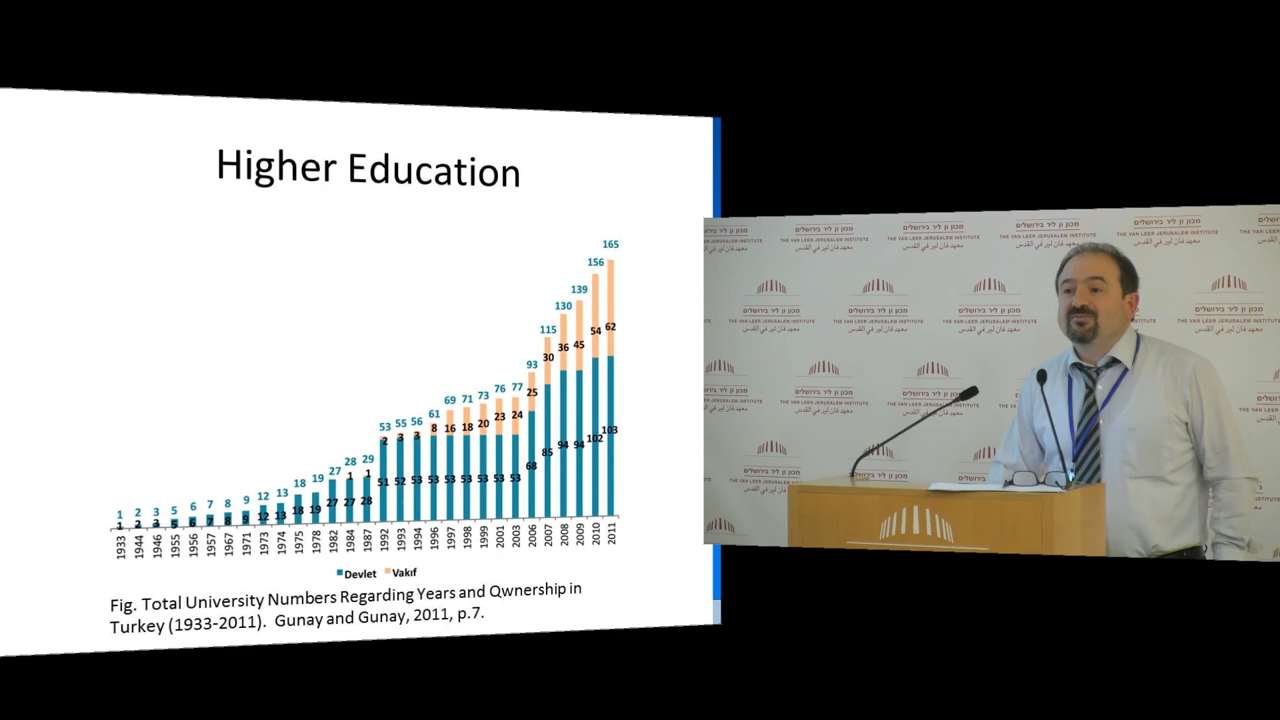 Higher Education
165
156
139
130
115
93
76 77
69 71 73
61
53 55 56
27 28 29
18 19
12 13
1 2 3 5 6 7 8 9
62
54
45
36
30
25
23 24
20
18
16
8
2 3 3
1 1
103
102
94 94
85
68
51 52 53 53 53 53 53 53 53
27 27 28
18 19
12 13
1 2 3 5 6 7 8 9
1933 1944 1946 1955 1956 1957 1967 1971 1973 1974 1975 1978 1982 1984 1987 1992 1993 1994 1996 1997 1998 1999 2001 2003 2006 2007 2008 2009 2010 2011
Devlet Vakıf
Fig. Total University Numbers Regarding Years and Qwnership in
Turkey (1933-2011). Gunay and Gunay, 2011, p.7.
מכון ון ליר בירושלים
THE VAN LEER JERUSALEM INSTITUTE
معهد فان لير في القدس